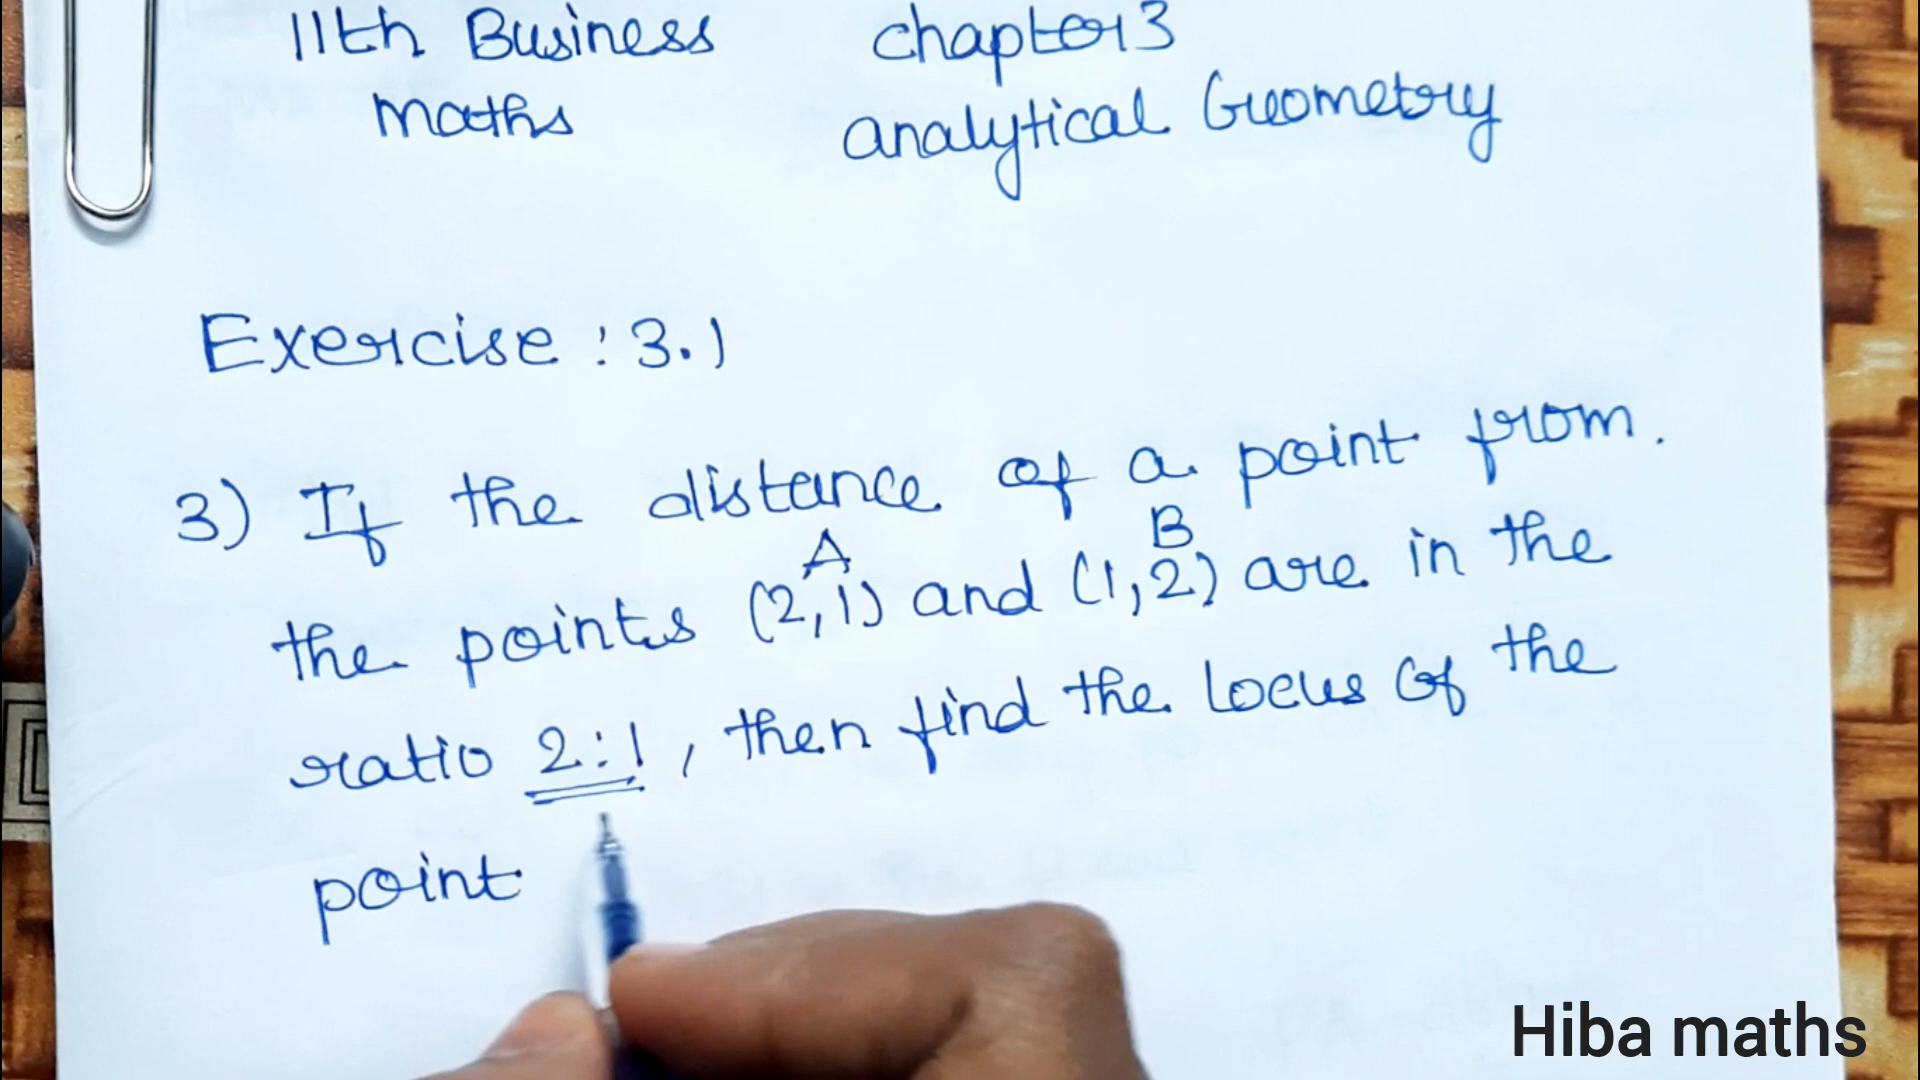 11th Business chapter 3
maths analytical Geometry
Exercise : 3.1
3) If the distance of a point from.
A B
the points (2,1) and (1,2) are in the
ratio 2:1, then find the locus of the
point
Hiba maths